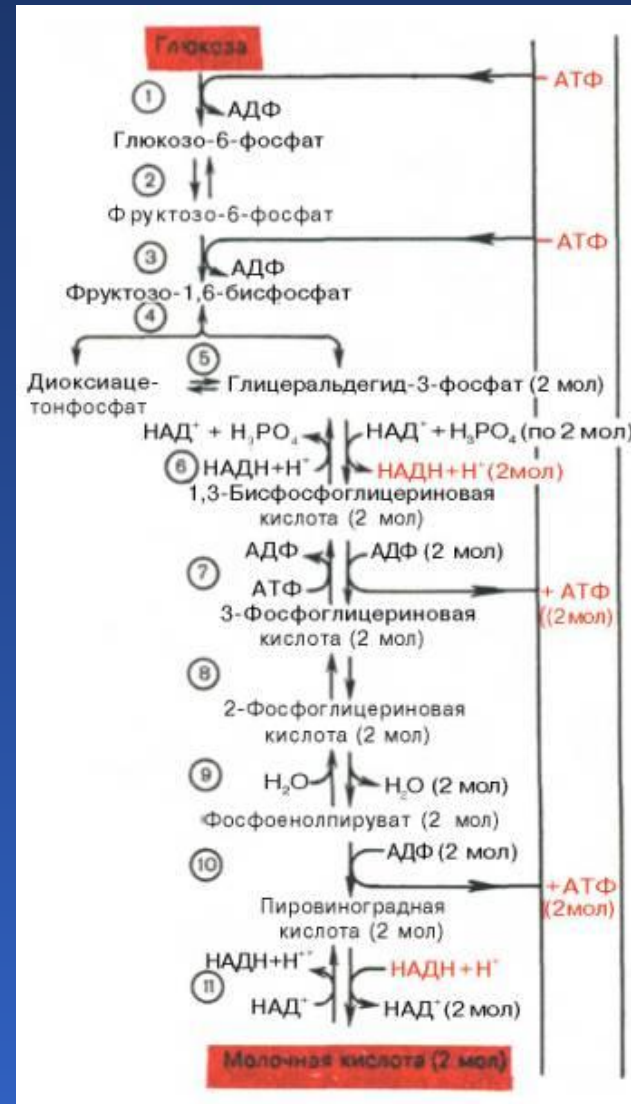 Глюкоза
① – АТФ
АДФ
Глюкозо-6-фосфат
②
Фруктозо-6-фосфат
③ – АТФ
АДФ
Фруктозо-1,6-бисфосфат
④
⑤
Диоксиаце- Глицеральдегид-3-фосфат (2 мол)
тонфосфат
НАД⁺ + H₃PO₄ НАД⁺ + H₃PO₄ (по 2 мол)
⑥ НАДН+Н⁺ НАДН+Н⁺ (2мол)
1,3-Бисфосфоглицериновая
кислота (2 мол)
АДФ АДФ (2 мол)
⑦
АТФ + АТФ
3-Фосфоглицериновая ((2мол)
кислота (2 мол)
⑧
2-Фосфоглицериновая
кислота (2 мол)
⑨ H₂O H₂O (2 мол)
Фосфоенолпируват (2 мол)
АДФ (2 мол)
⑩
+АТФ
Пировиноградная ((2мол)
кислота (2 мол)
НАДН+Н⁺⁺ НАДН+Н⁺
⑪
НАД⁺ НАД⁺ (2 мол)
Молочная кислота (2 мол)